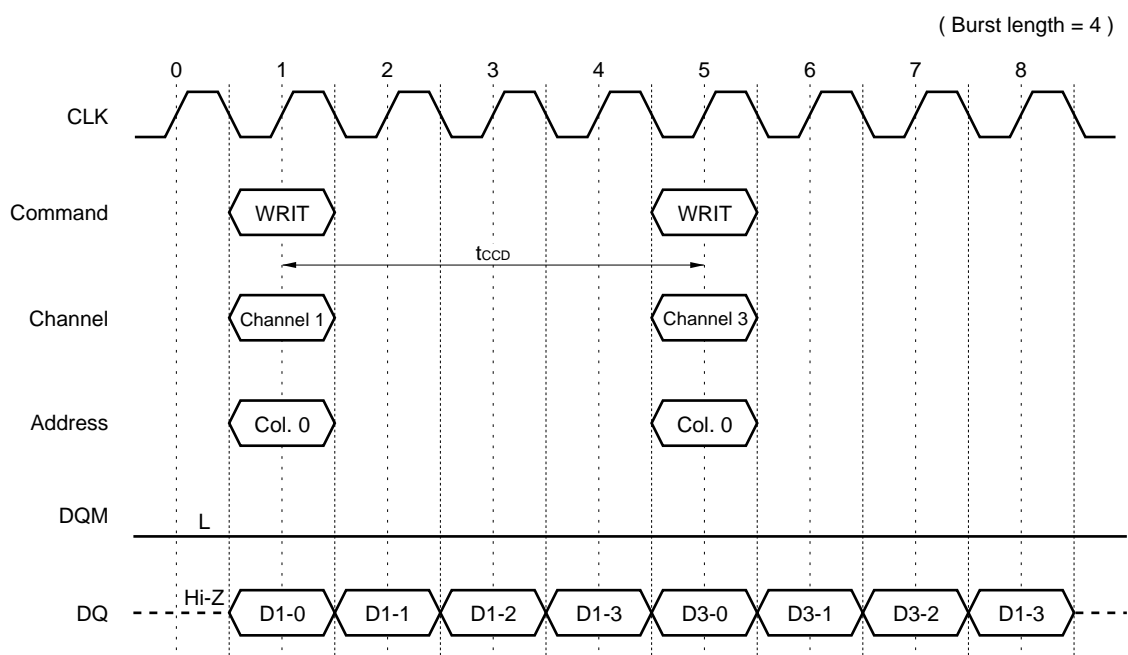 ( Burst length = 4 )
0 1 2 3 4 5 6 7 8
CLK
Command WRIT WRIT
tCCD
Channel Channel 1 Channel 3
Address Col. 0 Col. 0
DQM L
DQ Hi-Z D1-0 D1-1 D1-2 D1-3 D3-0 D3-1 D3-2 D1-3